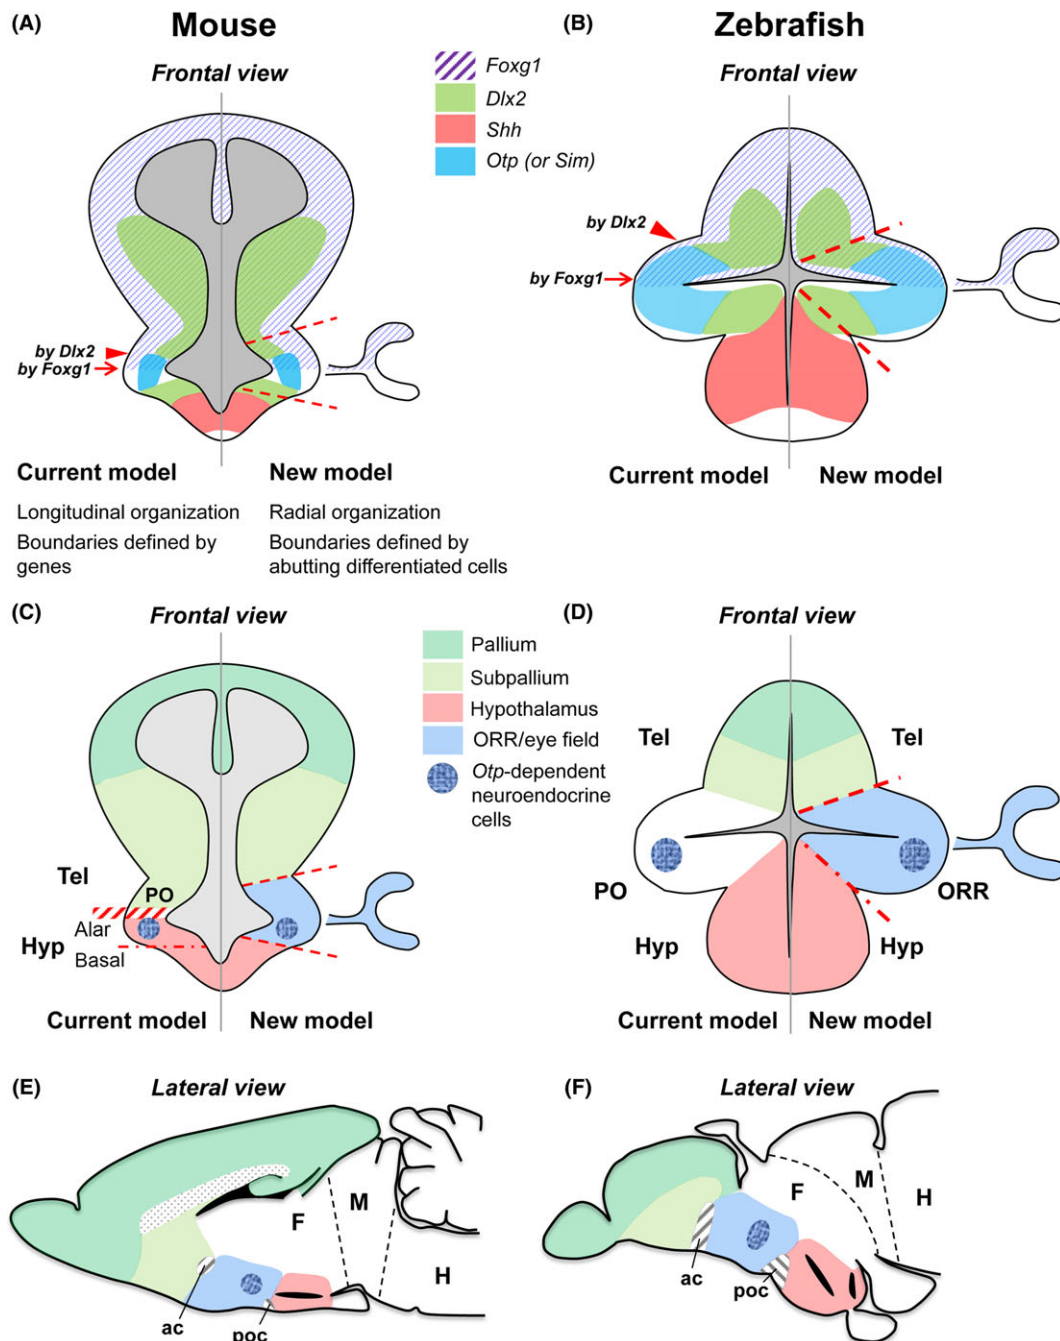 (A)
Mouse
Frontal view
Foxg1
Dlx2
Shh
Otp (or Sim)
by Dlx2
by Foxg1
Current model
New model
Longitudinal organization
Radial organization
Boundaries defined by
genes
Boundaries defined by
abutting differentiated cells
(B)
Zebrafish
Frontal view
by Dlx2
by Foxg1
Current model
New model
(C)
Frontal view
Pallium
Subpallium
Hypothalamus
ORR/eye field
Otp-dependent
neuroendocrine
cells
Tel
PO
Alar
Hyp
Basal
Current model
New model
(D)
Frontal view
Tel
Tel
PO
ORR
Hyp
Hyp
Current model
New model
(E)
Lateral view
F
M
H
ac
poc
(F)
Lateral view
F
M
H
ac
poc